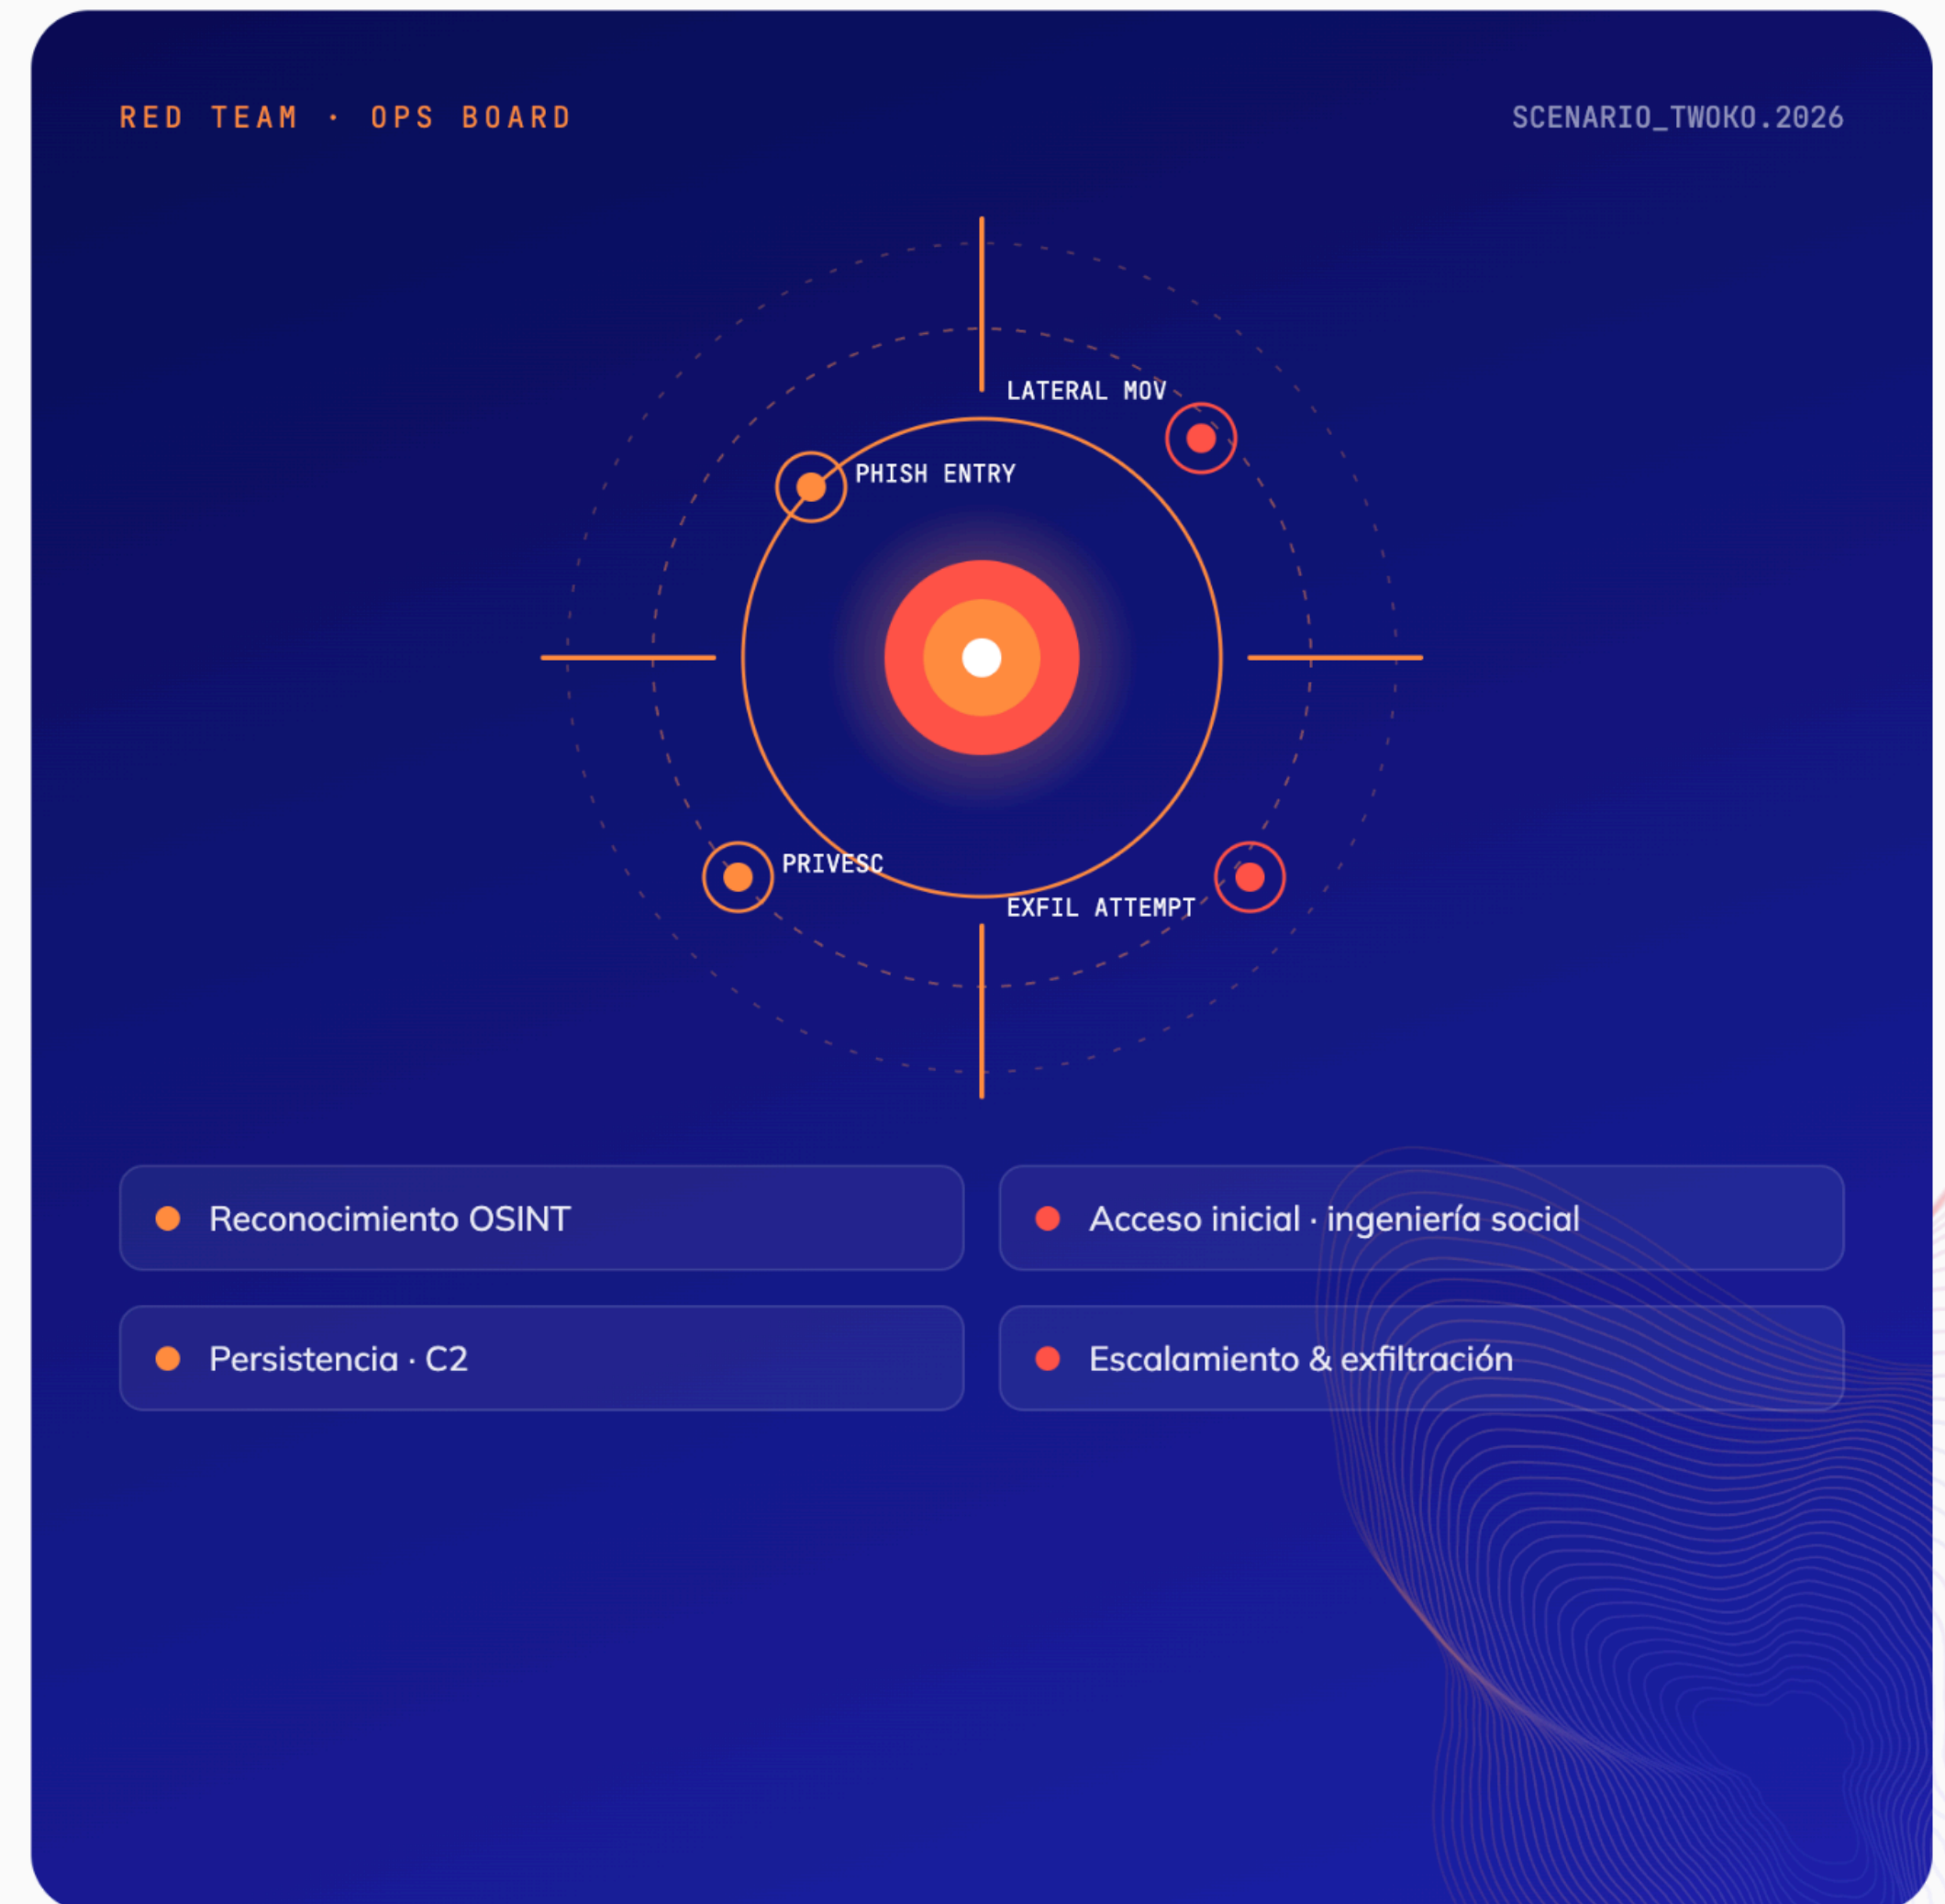 RED TEAM · OPS BOARD
SCENARIO_TWOKO.2026
LATERAL MOV
PHISH ENTRY
PRIVESC
EXFIL ATTEMPT
Reconocimiento OSINT
Acceso inicial · ingeniería social
Persistencia · C2
Escalamiento & exfiltración